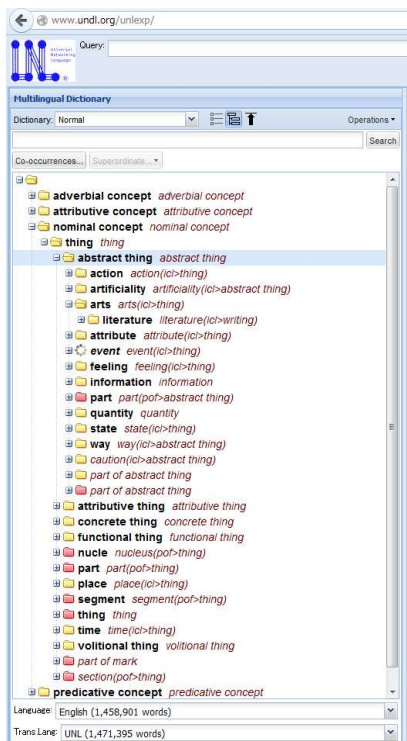 www.undl.org/unlexp/
Universal
Networking
Language
Query:
UNL®
Multilingual Dictionary
Dictionary: Normal Operations
Search
Co-occurrences... Superordinate...
adverbial concept adverbial concept
attributive concept attributive concept
nominal concept nominal concept
thing thing
abstract thing abstract thing
action action(icl>thing)
artificiality artificiality(icl>abstract thing)
arts arts(icl>thing)
literature literature(icl>writing)
attribute attribute(icl>thing)
event event(icl>thing)
feeling feeling(icl>thing)
information information
part part(pof>abstract thing)
quantity quantity
state state(icl>thing)
way way(icl>abstract thing)
caution(icl>abstract thing)
part of abstract thing
part of abstract thing
attributive thing attributive thing
concrete thing concrete thing
functional thing functional thing
nucle nucleus(pof>thing)
part part(pof>thing)
place place(icl>thing)
segment segment(pof>thing)
thing thing
time time(icl>thing)
volitional thing volitional thing
part of mark
section(pof>thing)
predicative concept predicative concept
Language: English (1,458,901 words)
Trans.Lang: UNL (1,471,395 words)